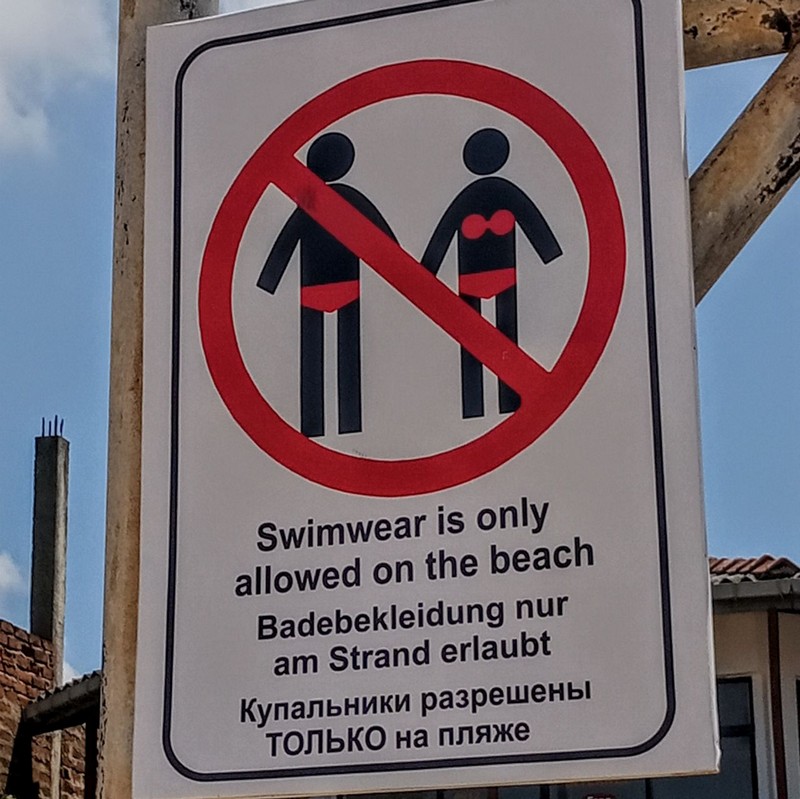 Swimwear is only
allowed on the beach
Badebekleidung nur
am Strand erlaubt
Купальники разрешены
ТОЛЬКО на пляже